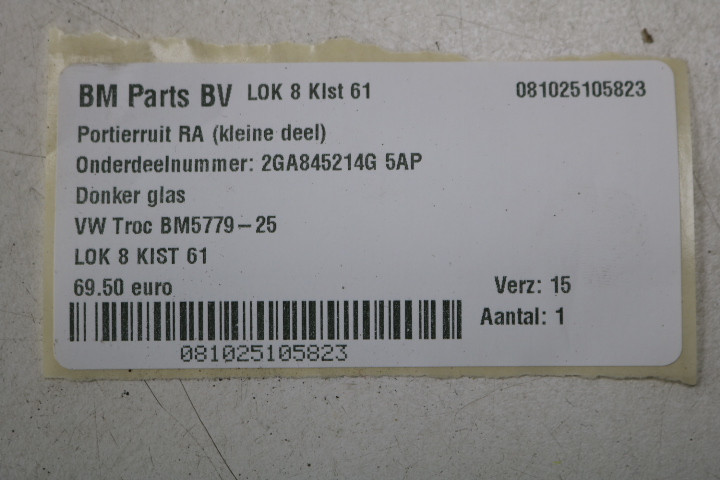 BM Parts BV LOK 8 KIst 61 081025105823
Portierruit RA (kleine deel)
Onderdeelnummer: 2GA845214G 5AP
Donker glas
VW Troc BM5779-25
LOK 8 KIST 61
69.50 euro Verz: 15
Aantal: 1
081025105823